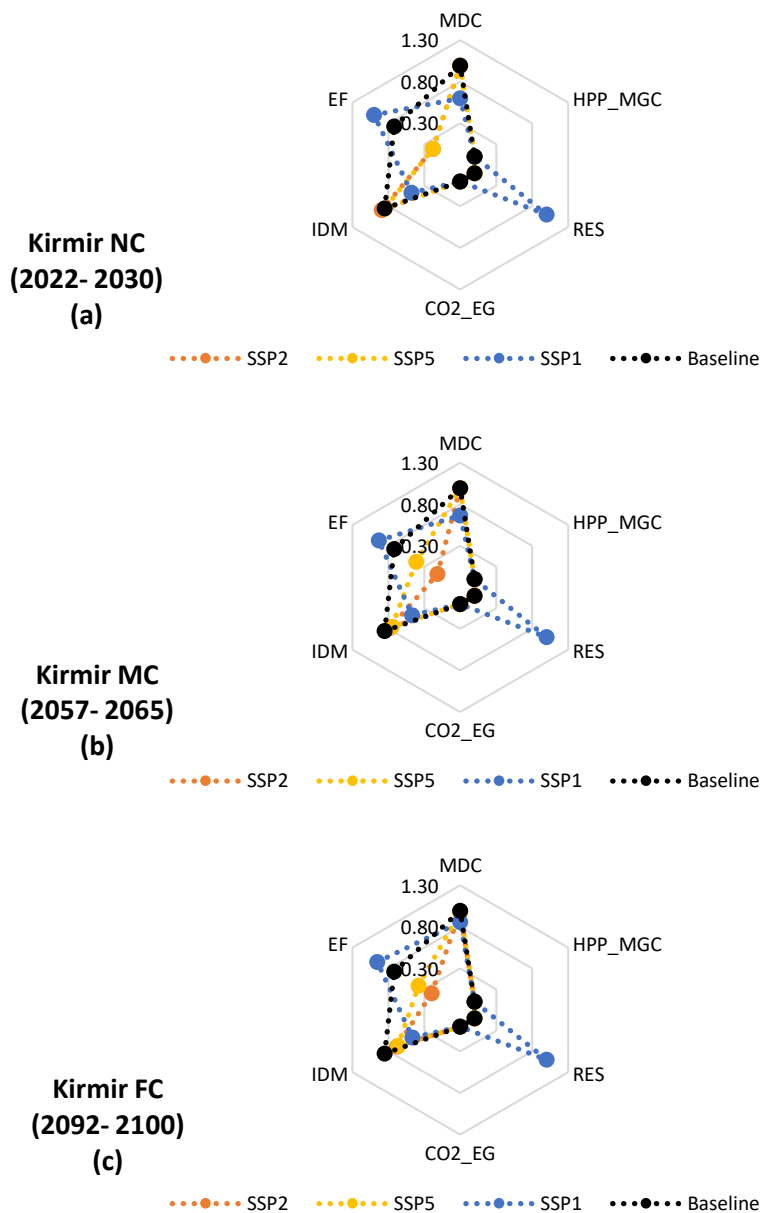 MDC
1.30
0.80
0.30
HPP_MGC
EF
IDM
RES
CO2_EG
Kirmir NC
(2022- 2030)
(a)
SSP2 SSP5 SSP1 Baseline
MDC
1.30
0.80
0.30
HPP_MGC
EF
IDM
RES
CO2_EG
Kirmir MC
(2057- 2065)
(b)
SSP2 SSP5 SSP1 Baseline
MDC
1.30
0.80
0.30
HPP_MGC
EF
IDM
RES
CO2_EG
Kirmir FC
(2092- 2100)
(c)
SSP2 SSP5 SSP1 Baseline